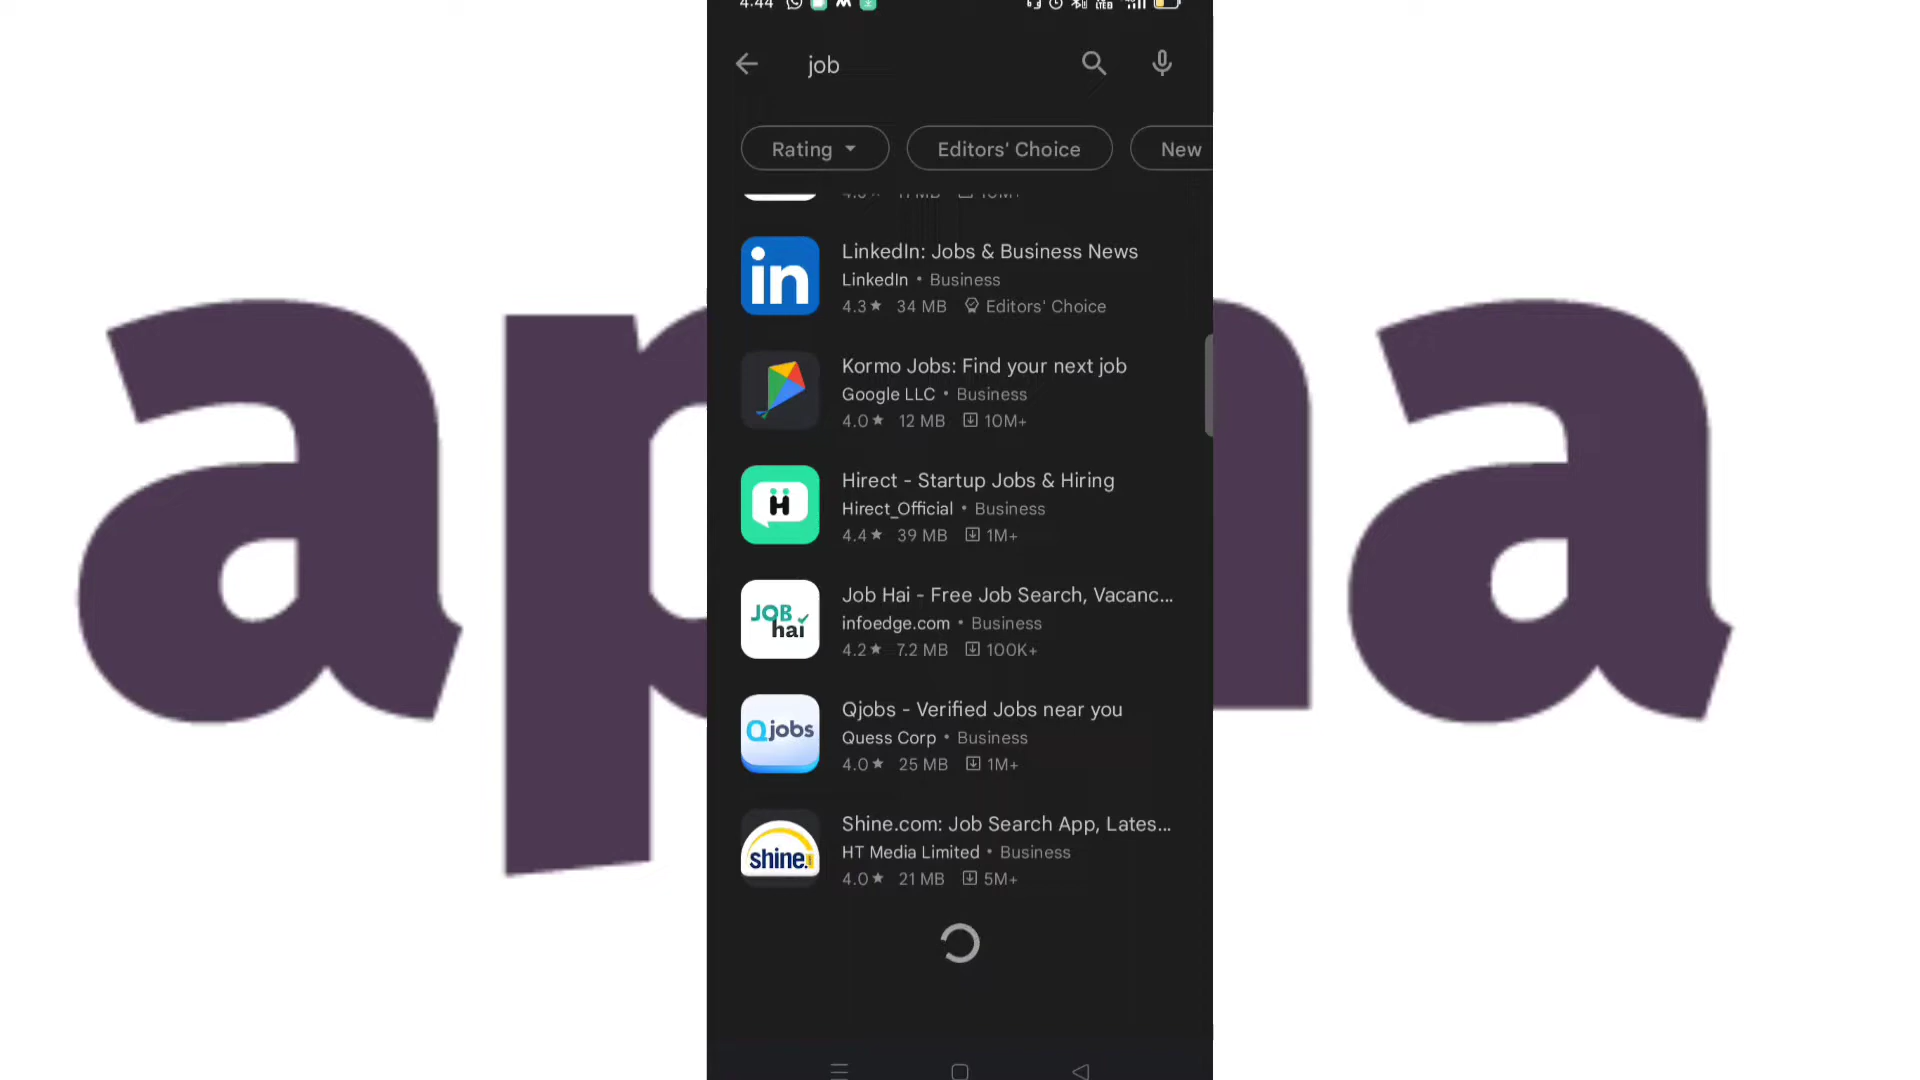 4:44
job
Rating
Editors' Choice
New
LinkedIn: Jobs & Business News
LinkedIn • Business
4.3★ 34 MB Editors' Choice
Kormo Jobs: Find your next job
Google LLC • Business
4.0★ 12 MB 10M+
Hirect - Startup Jobs & Hiring
Hirect_Official • Business
4.4★ 39 MB 1M+
JOB hai
Job Hai - Free Job Search, Vacanc...
infoedge.com • Business
4.2★ 7.2 MB 100K+
Qjobs
Qjobs - Verified Jobs near you
Quess Corp • Business
4.0★ 25 MB 1M+
shine.
Shine.com: Job Search App, Lates...
HT Media Limited • Business
4.0★ 21 MB 5M+
in
H